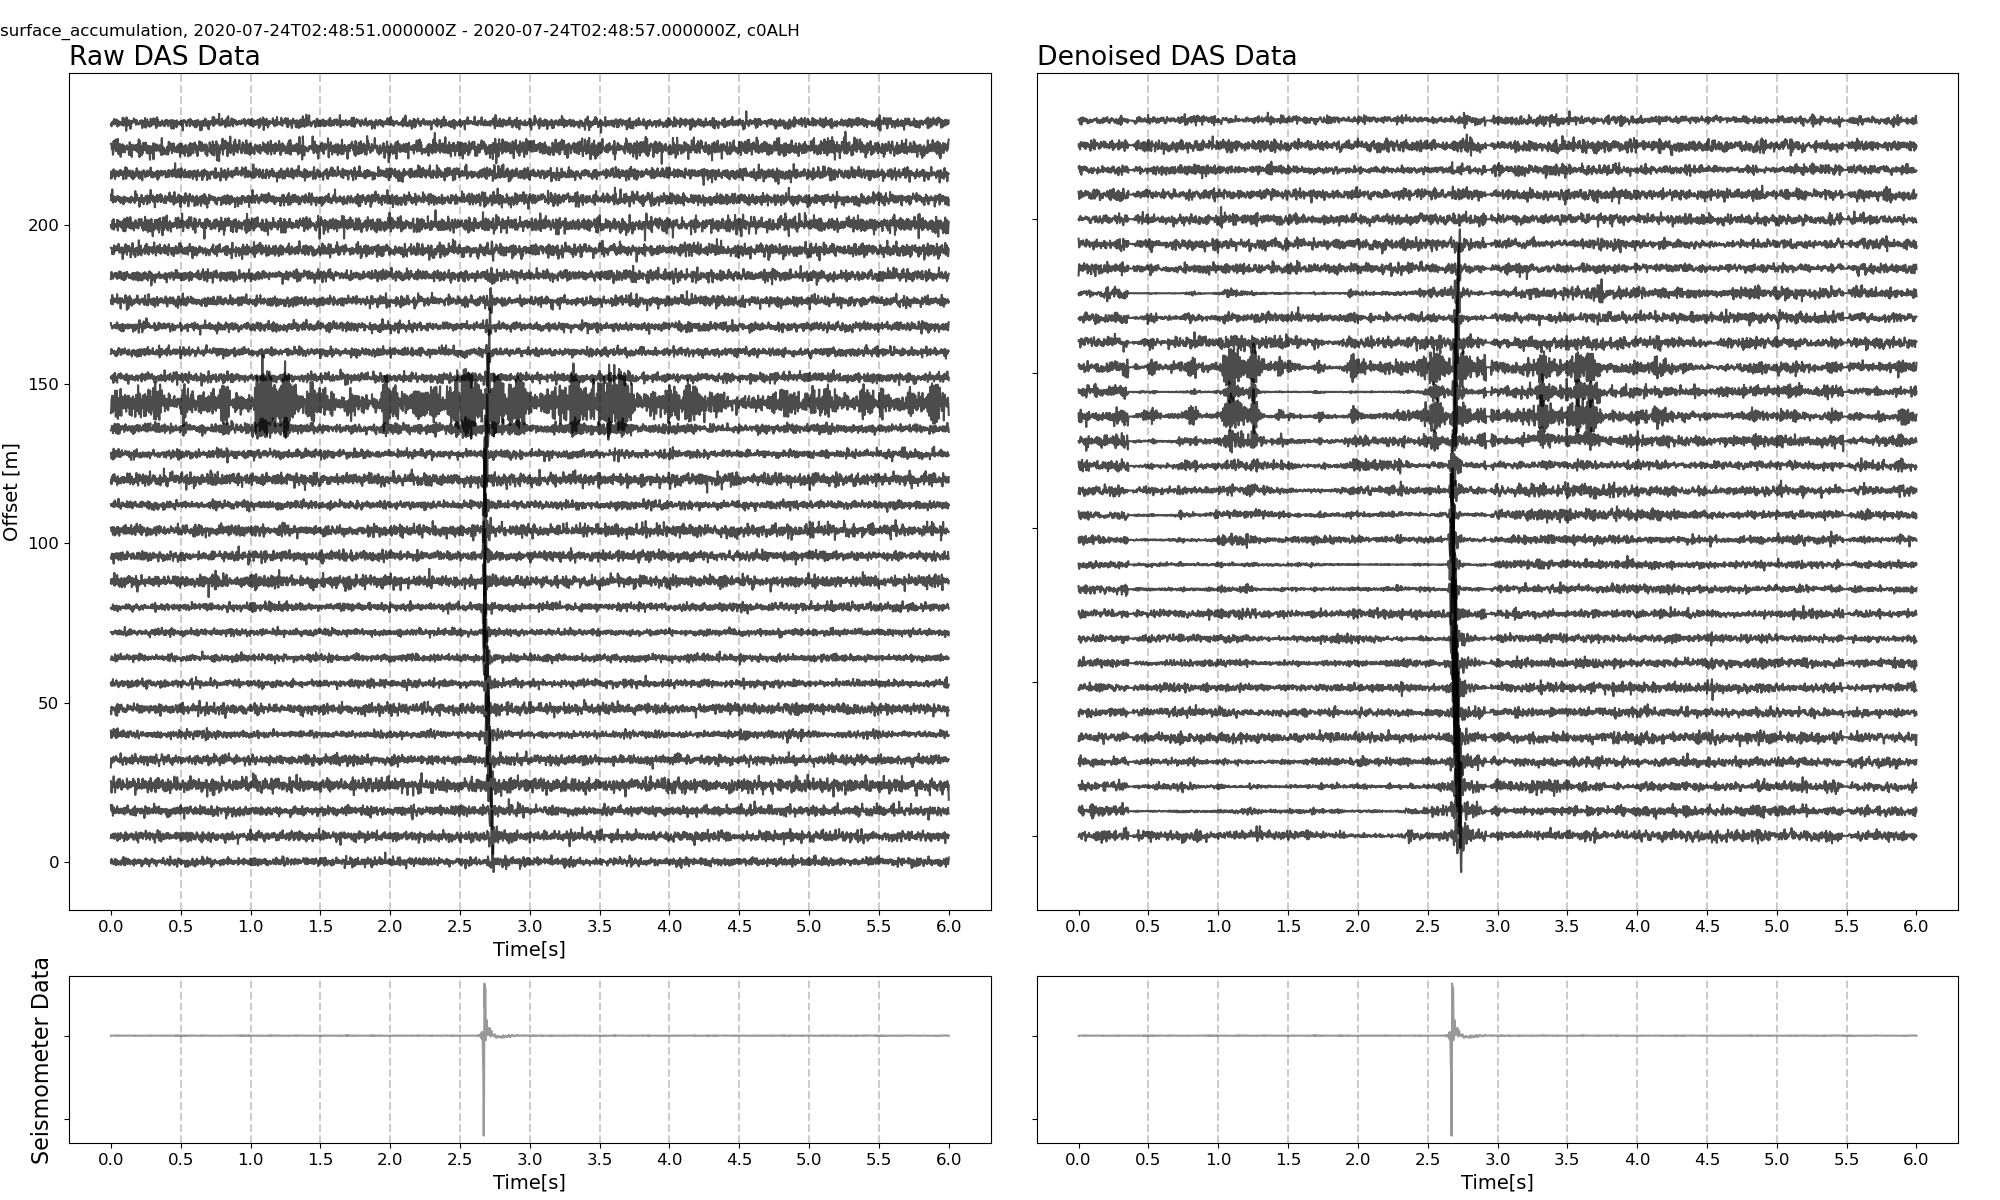 surface_accumulation, 2020-07-24T02:48:51.000000Z - 2020-07-24T02:48:57.000000Z, c0ALH
Raw DAS Data
Denoised DAS Data
Offset [m]
200
150
100
50
0
0.0 0.5 1.0 1.5 2.0 2.5 3.0 3.5 4.0 4.5 5.0 5.5 6.0
Time[s]
0.0 0.5 1.0 1.5 2.0 2.5 3.0 3.5 4.0 4.5 5.0 5.5 6.0
Seismometer Data
0.0 0.5 1.0 1.5 2.0 2.5 3.0 3.5 4.0 4.5 5.0 5.5 6.0
Time[s]
0.0 0.5 1.0 1.5 2.0 2.5 3.0 3.5 4.0 4.5 5.0 5.5 6.0
Time[s]